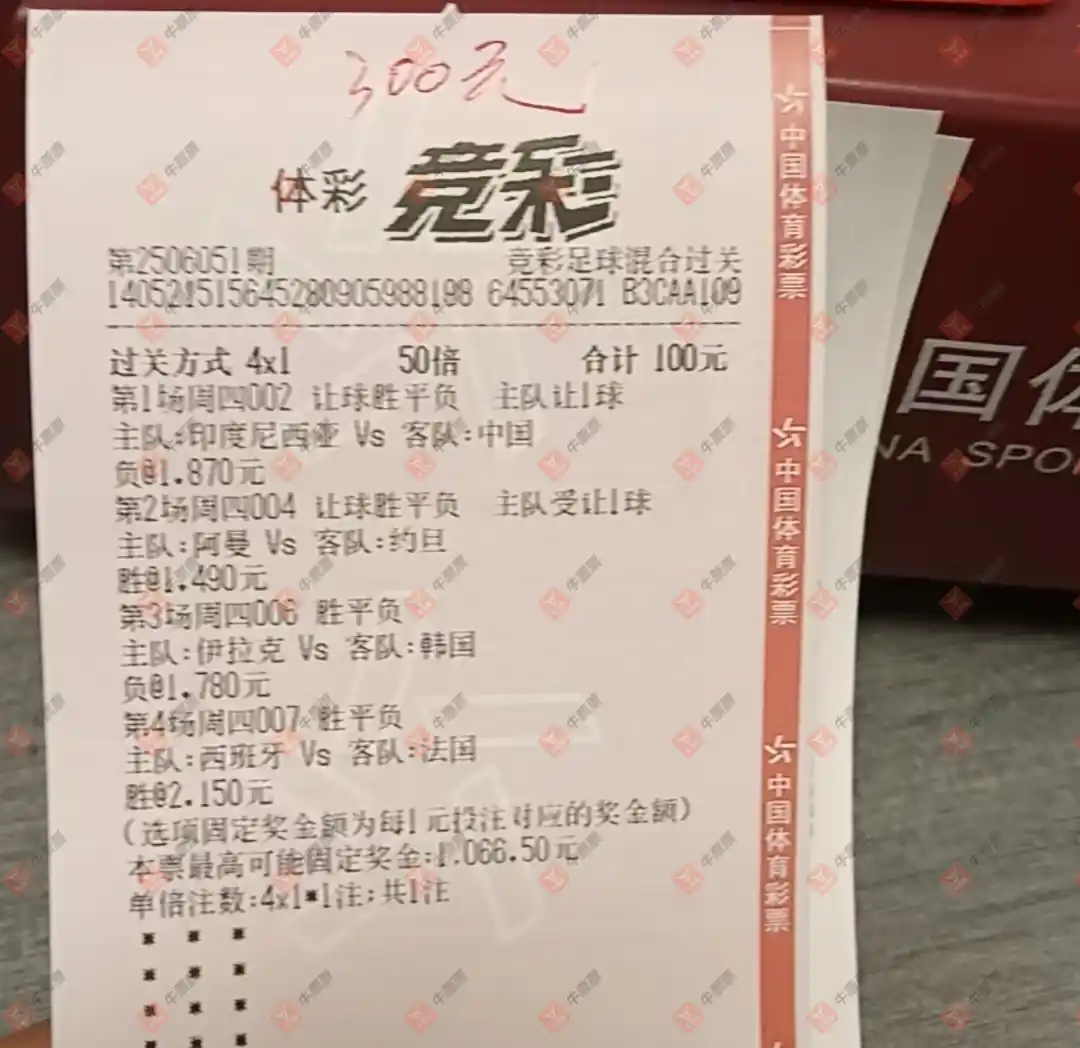 300元
体彩 竞彩
第2506051期 竞彩足球混合过关
64553071 B3CAA109
过关方式 4x1 50倍 合计 100元
第1场周四002 让球胜平负 主队让1球
主队:印度尼西亚 Vs 客队:中国
负@1.870元
第2场周四004 让球胜平负 主队受让1球
主队:阿曼 Vs 客队:约旦
胜@1.490元
第3场周四006 胜平负
主队:伊拉克 Vs 客队:韩国
负@1.780元
第4场周四007 胜平负
主队:西班牙 Vs 客队:法国
胜@2.150元
(选项固定奖金额为每1元投注对应的奖金额)
本票最高可能固定奖金:1,066.50元
单倍注数:4x1*1注;共1注
中国体育彩票
中国体育彩票
中国体育彩票
国体
NA SPO
牛票票